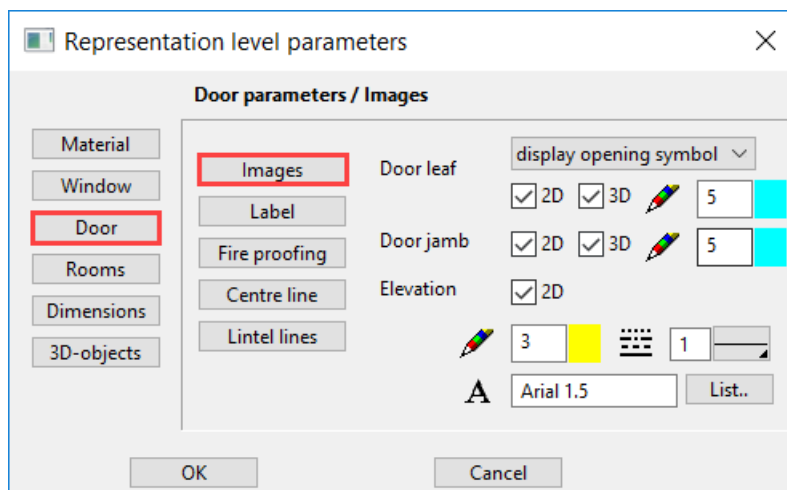 Representation level parameters
Door parameters / Images
Material
Window
Door
Rooms
Dimensions
3D-objects
Images
Label
Fire proofing
Centre line
Lintel lines
Door leaf
display opening symbol
2D 3D 5
Door jamb 2D 3D 5
Elevation 2D
3 1
A Arial 1.5 List..
OK Cancel